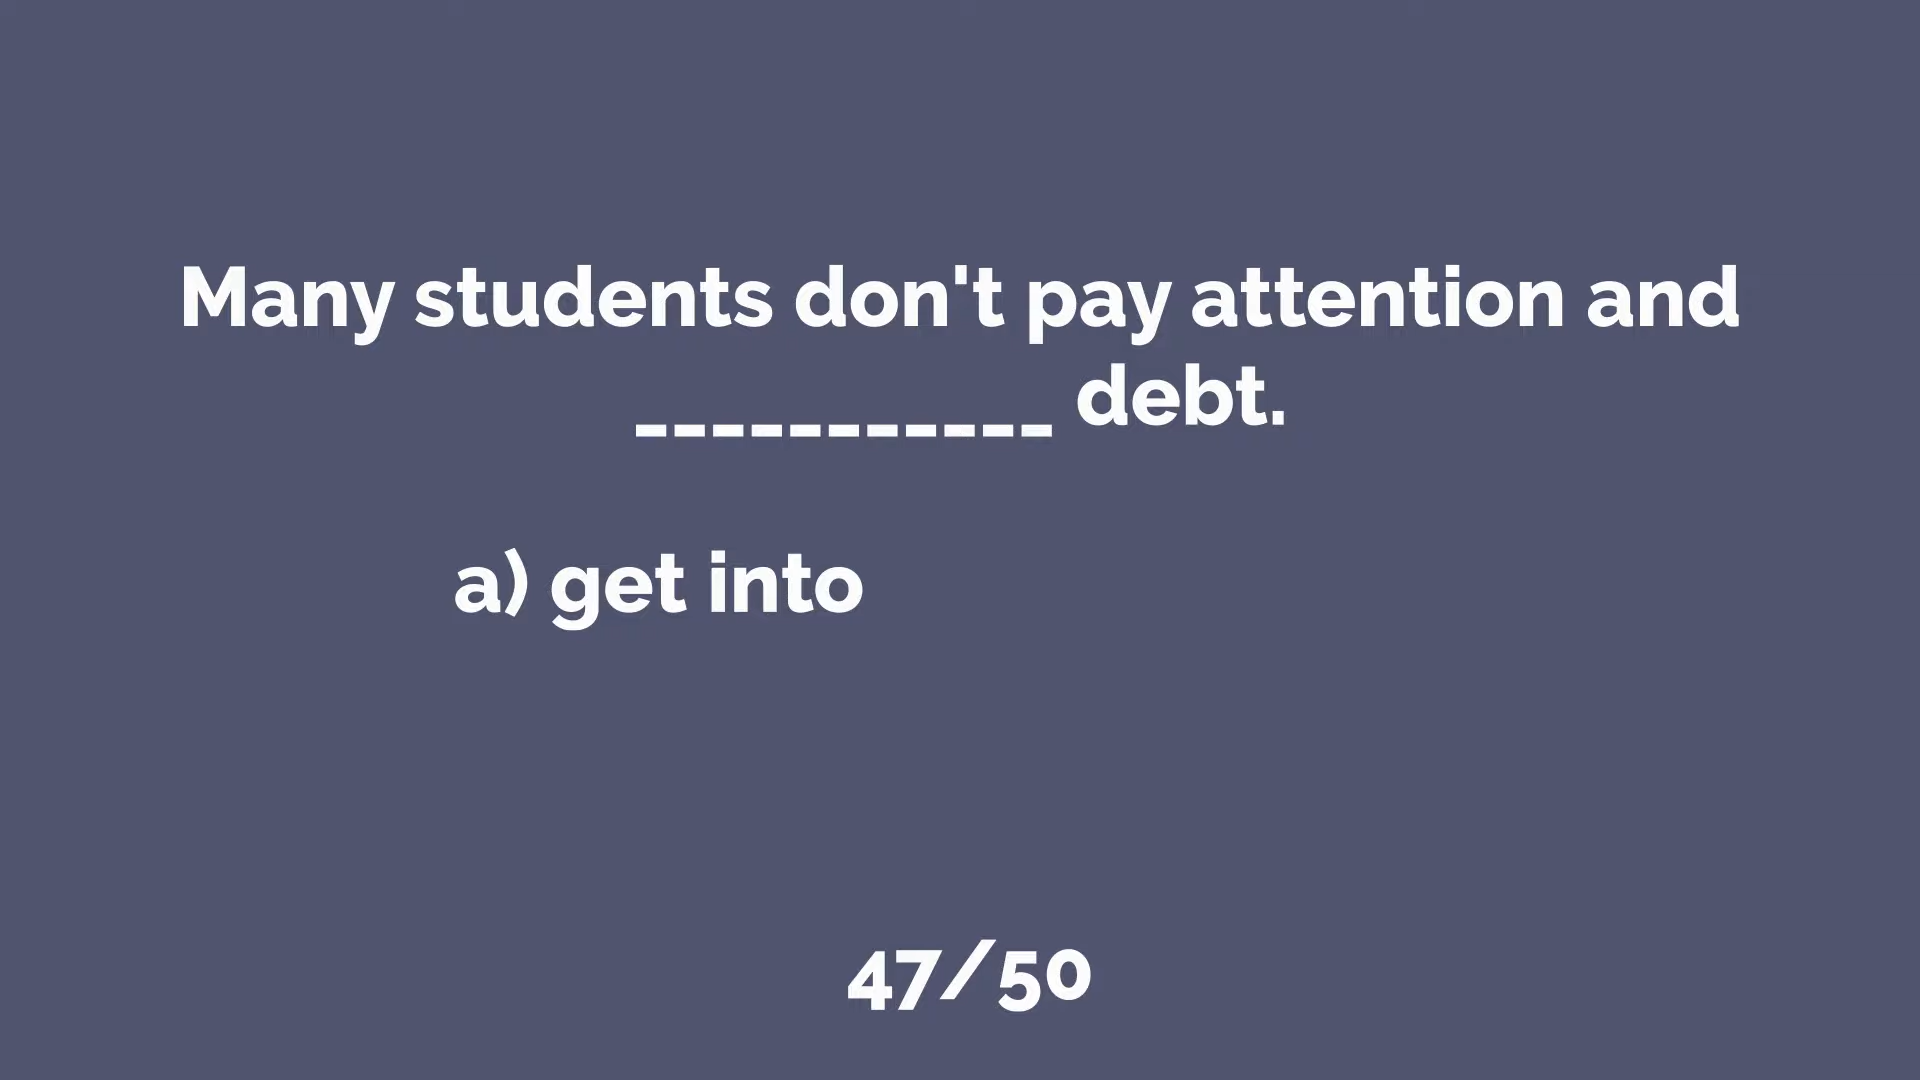 Many students don't pay attention and
___________ debt.
a) get into
47/50